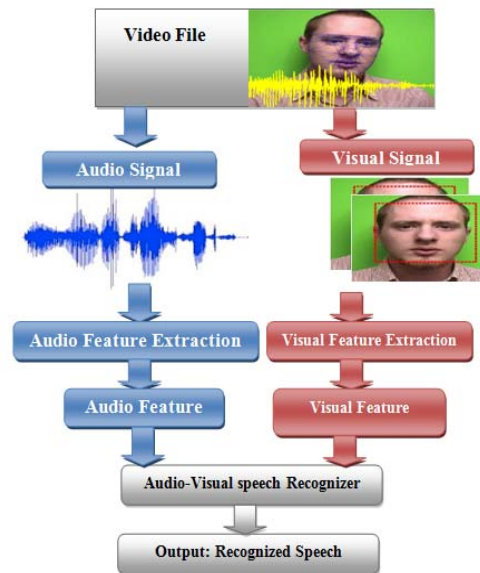 Video File
Audio Signal
Visual Signal
Audio Feature Extraction
Visual Feature Extraction
Audio Feature
Visual Feature
Audio-Visual speech Recognizer
Output: Recognized Speech